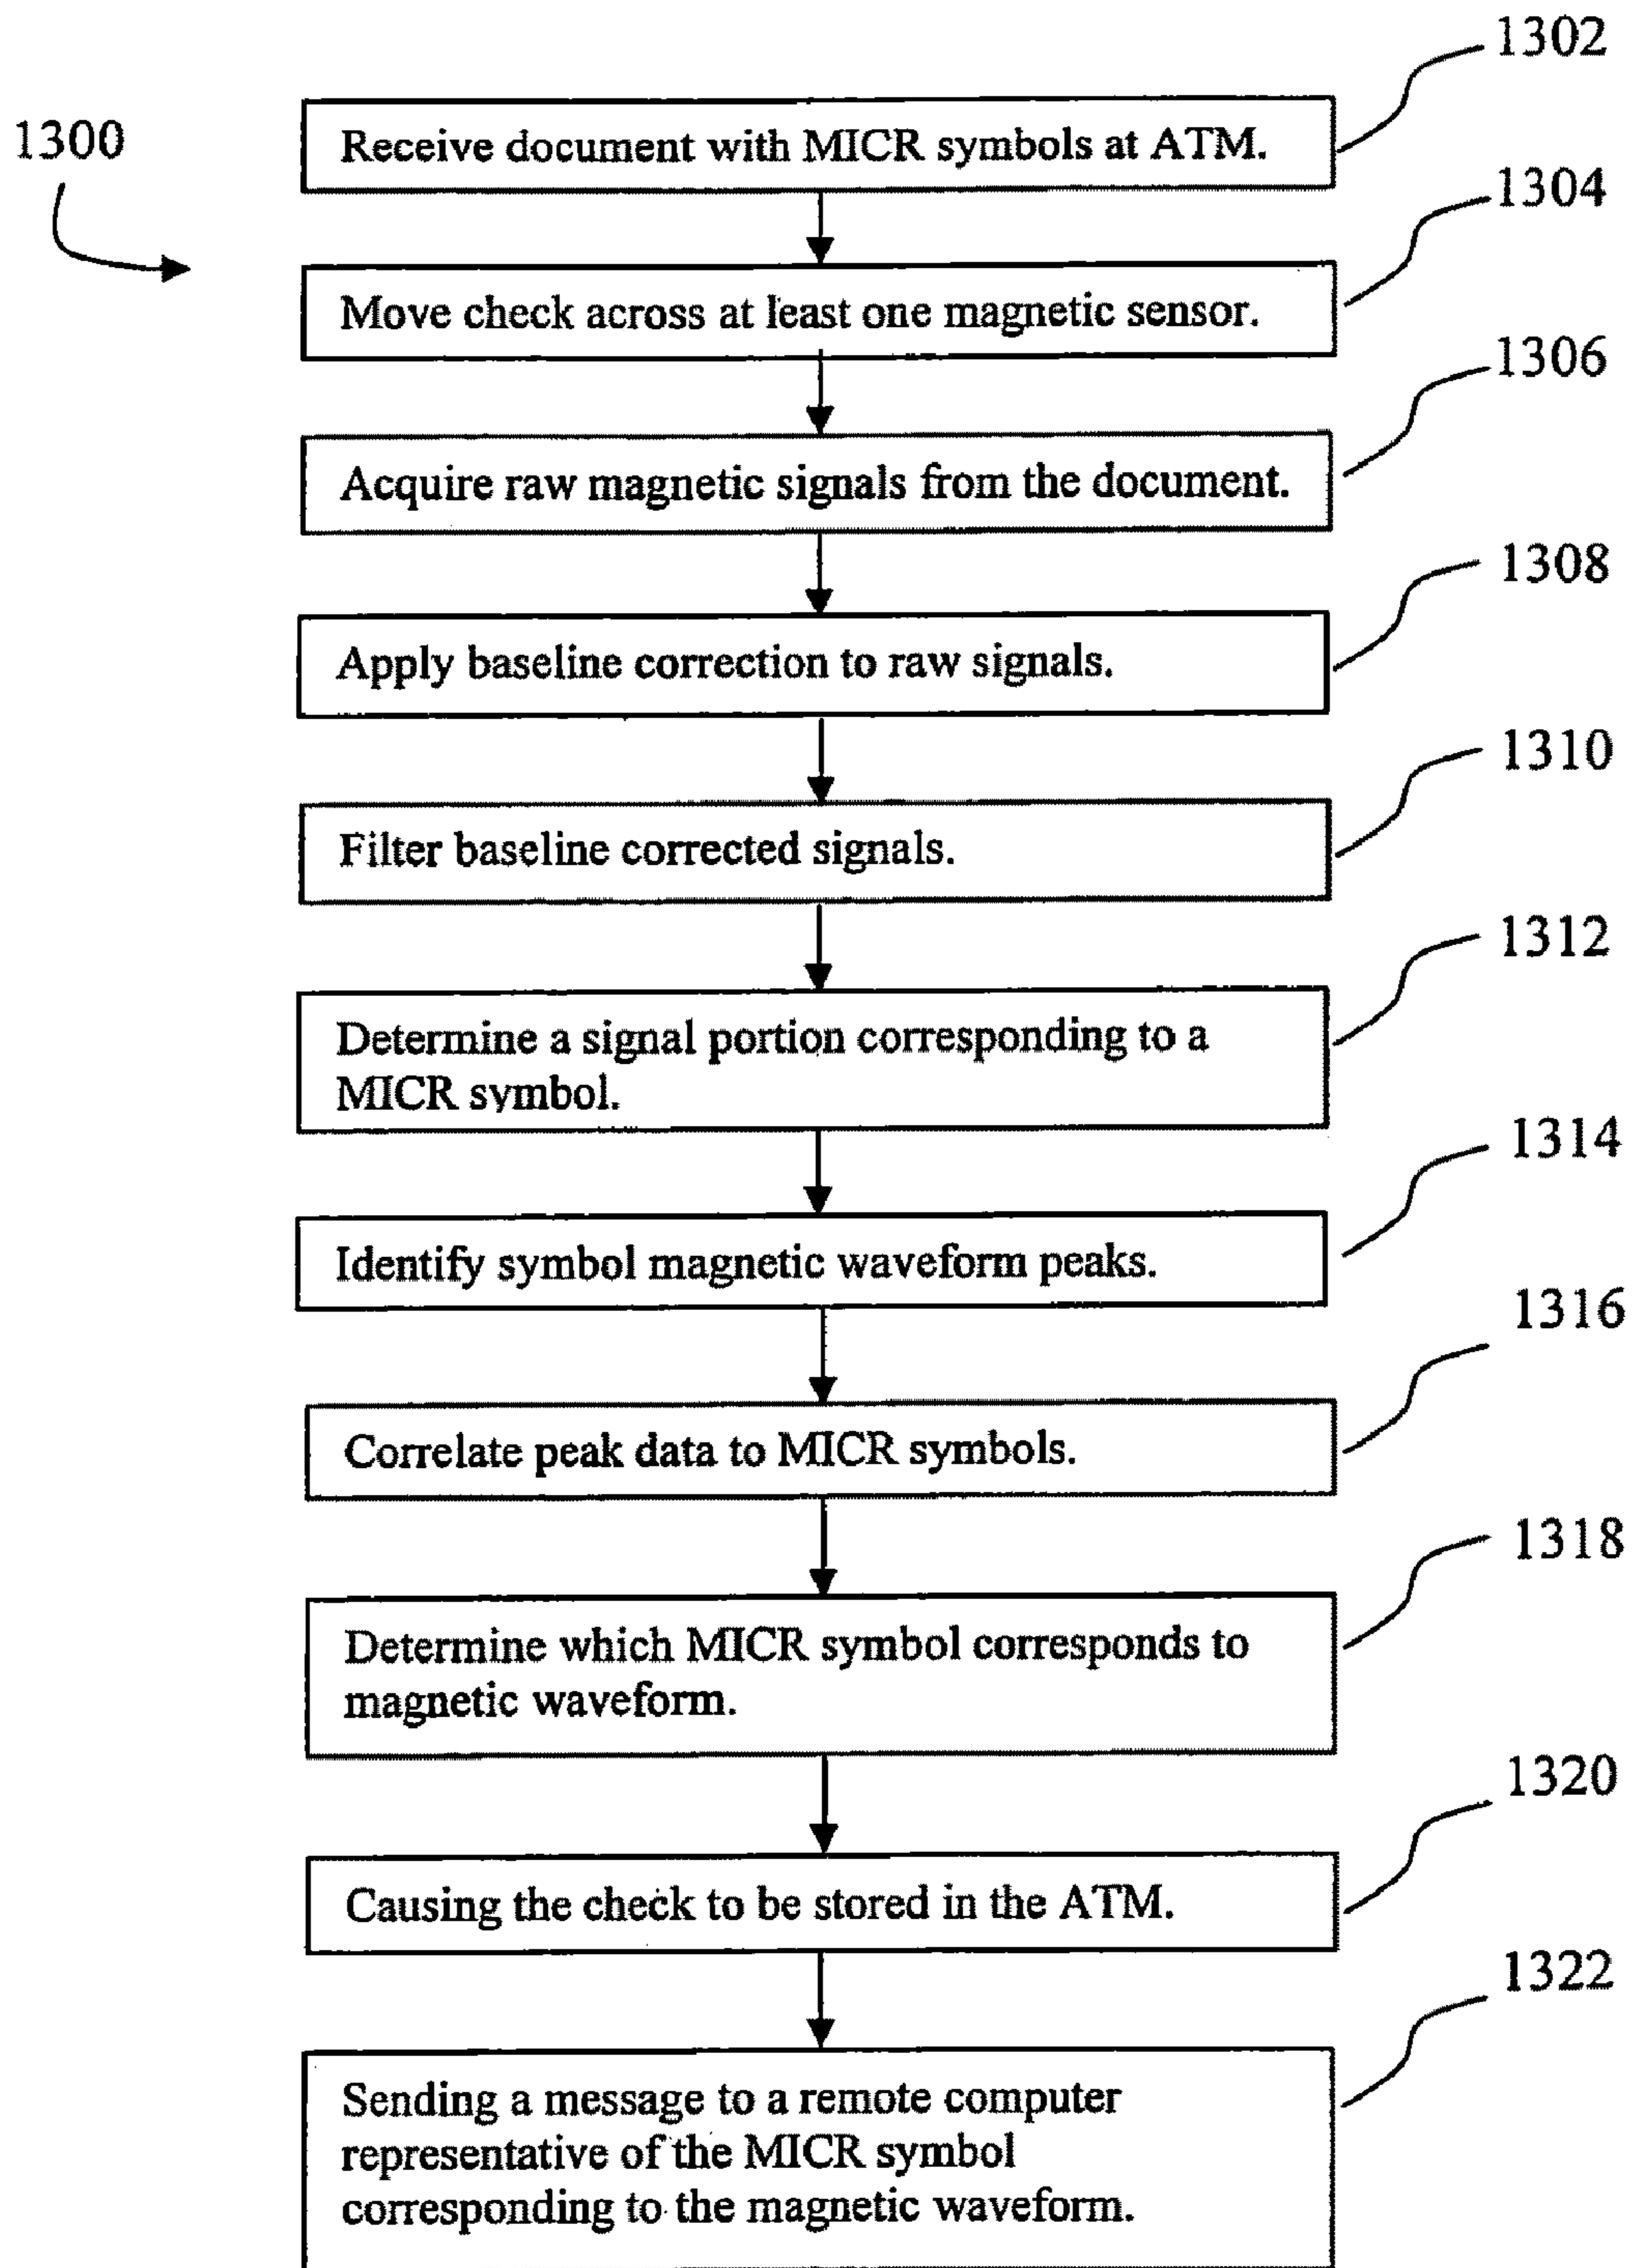 1302
1300
Receive document with MICR symbols at ATM.
1304
Move check across at least one magnetic sensor.
1306
Acquire raw magnetic signals from the document.
1308
Apply baseline correction to raw signals.
1310
Filter baseline corrected signals.
1312
Determine a signal portion corresponding to a
MICR symbol.
1314
Identify symbol magnetic waveform peaks.
1316
Correlate peak data to MICR symbols.
1318
Determine which MICR symbol corresponds to
magnetic waveform.
1320
Causing the check to be stored in the ATM.
1322
Sending a message to a remote computer
representative of the MICR symbol
corresponding to the magnetic waveform.